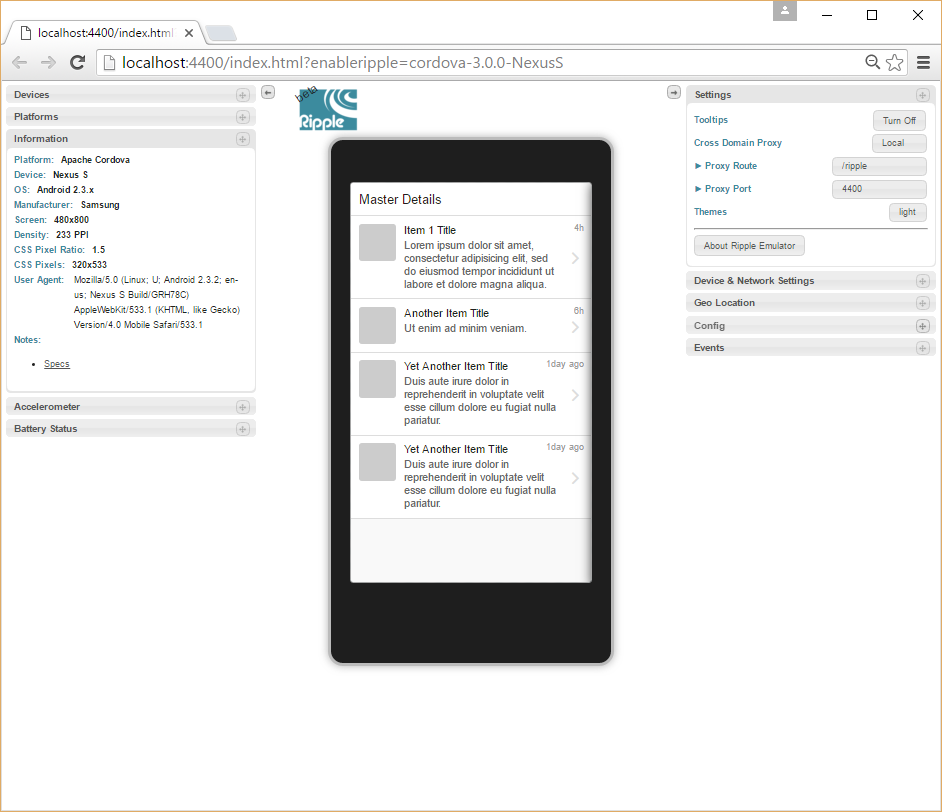 localhost:4400/index.html
localhost:4400/index.html?enableripple=cordova-3.0.0-NexusS
Devices
Platforms
Information
Platform: Apache Cordova
Device: Nexus S
OS: Android 2.3.x
Manufacturer: Samsung
Screen: 480x800
Density: 233 PPI
CSS Pixel Ratio: 1.5
CSS Pixels: 320x533
User Agent: Mozilla/5.0 (Linux; U; Android 2.3.2; en-
us; Nexus S Build/GRH78C)
AppleWebKit/533.1 (KHTML, like Gecko)
Version/4.0 Mobile Safari/533.1
Notes:
Specs
Accelerometer
Battery Status
beta
Ripple
Master Details
Item 1 Title 4h
Lorem ipsum dolor sit amet,
consectetur adipisicing elit, sed
do eiusmod tempor incididunt ut
labore et dolore magna aliqua.
Another Item Title 6h
Ut enim ad minim veniam.
Yet Another Item Title 1day ago
Duis aute irure dolor in
reprehenderit in voluptate velit
esse cillum dolore eu fugiat nulla
pariatur.
Yet Another Item Title 1day ago
Duis aute irure dolor in
reprehenderit in voluptate velit
esse cillum dolore eu fugiat nulla
pariatur.
Settings
Tooltips Turn Off
Cross Domain Proxy Local
► Proxy Route /ripple
► Proxy Port 4400
Themes light
About Ripple Emulator
Device & Network Settings
Geo Location
Config
Events